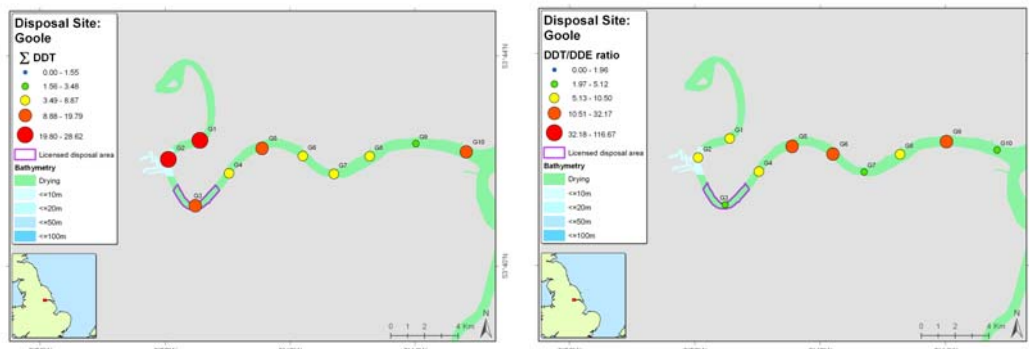 Disposal Site:
Goole
Σ DDT
0.00 - 1.55
1.56 - 3.48
3.49 - 8.87
8.88 - 19.79
19.80 - 28.62
Licensed disposal area
Bathymetry
Drying
<=10m
<=20m
<=50m
<=100m
G1
G2
G3
G4
G5
G6
G7
G8
G9
G10
0 1 2 4 Km
N
53°44'N
53°40'N
Disposal Site:
Goole
DDT/DDE ratio
0.00 - 1.96
1.97 - 5.12
5.13 - 10.50
10.51 - 32.17
32.18 - 116.67
Licensed disposal area
Bathymetry
Drying
<=10m
<=20m
<=50m
<=100m
G1
G2
G3
G4
G5
G6
G7
G8
G9
G10
0 1 2 4 Km
N